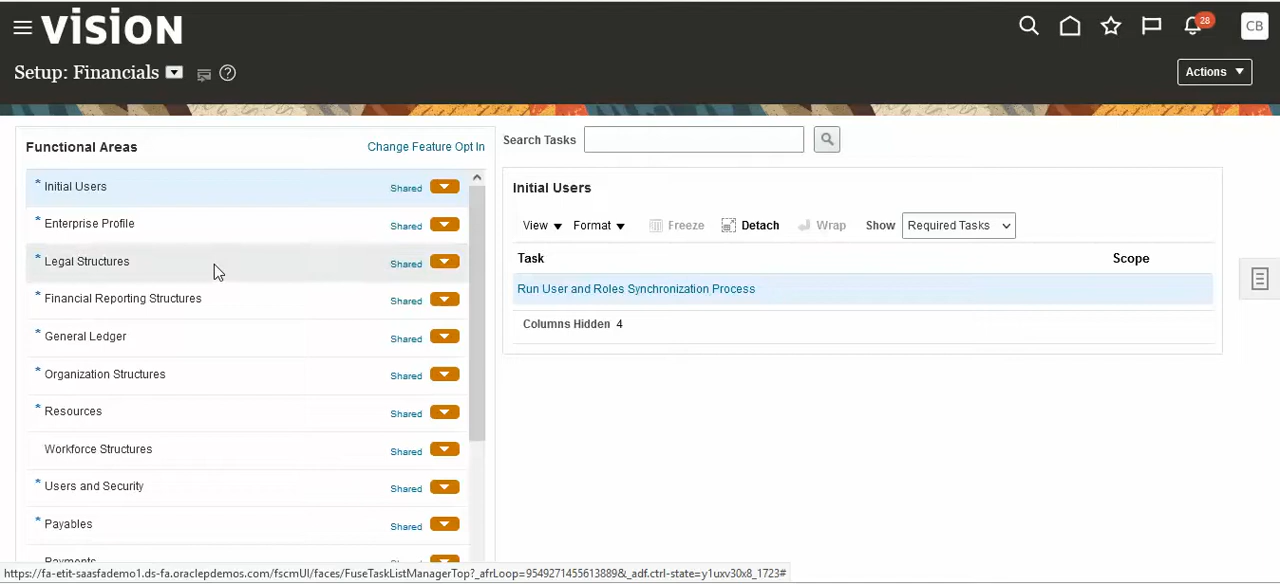 VISION
28
CB
Setup: Financials
Actions
Functional Areas
Change Feature Opt In
* Initial Users Shared
* Enterprise Profile Shared
* Legal Structures Shared
* Financial Reporting Structures Shared
* General Ledger Shared
* Organization Structures Shared
* Resources Shared
Workforce Structures Shared
* Users and Security Shared
* Payables Shared
Payments
Search Tasks
Initial Users
View Format Freeze Detach Wrap Show Required Tasks
Task Scope
Run User and Roles Synchronization Process
Columns Hidden 4
https://fa-etit-saasfademo1.ds-fa.oraclepdemos.com/fscmUI/faces/FuseTaskListManagerTop?_afrLoop=9549271455613889&_adf.ctrl-state=y1uxv30x8_1723#